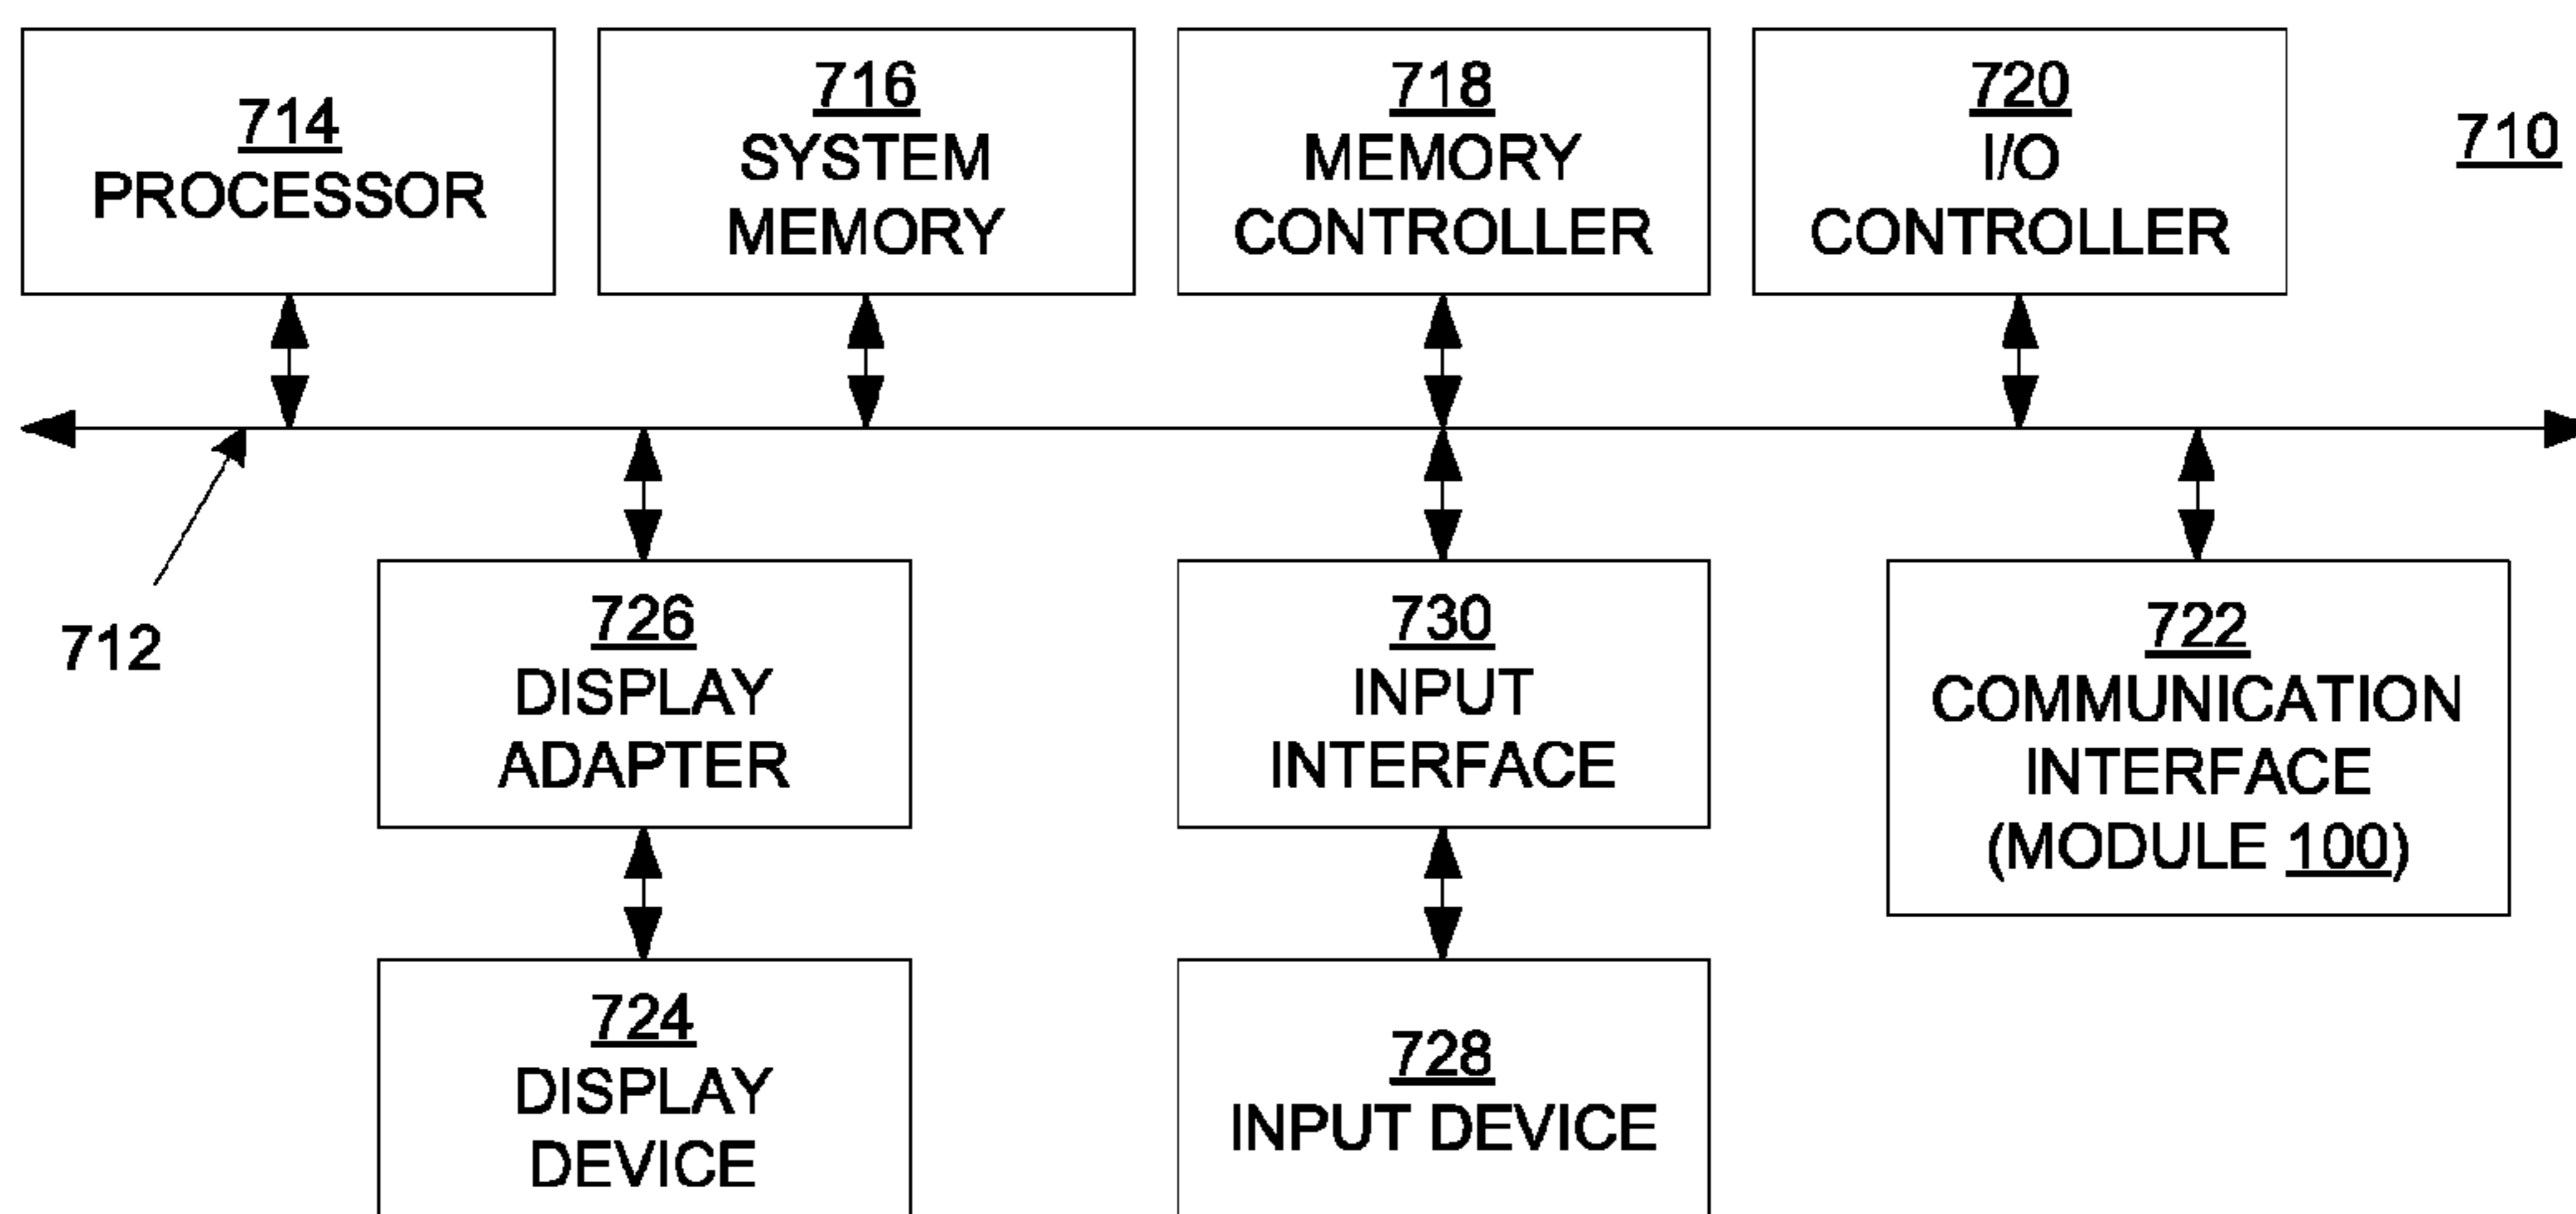 714
PROCESSOR
716
SYSTEM
MEMORY
718
MEMORY
CONTROLLER
720
I/O
CONTROLLER
710
712
726
DISPLAY
ADAPTER
730
INPUT
INTERFACE
722
COMMUNICATION
INTERFACE
(MODULE 100)
724
DISPLAY
DEVICE
728
INPUT DEVICE